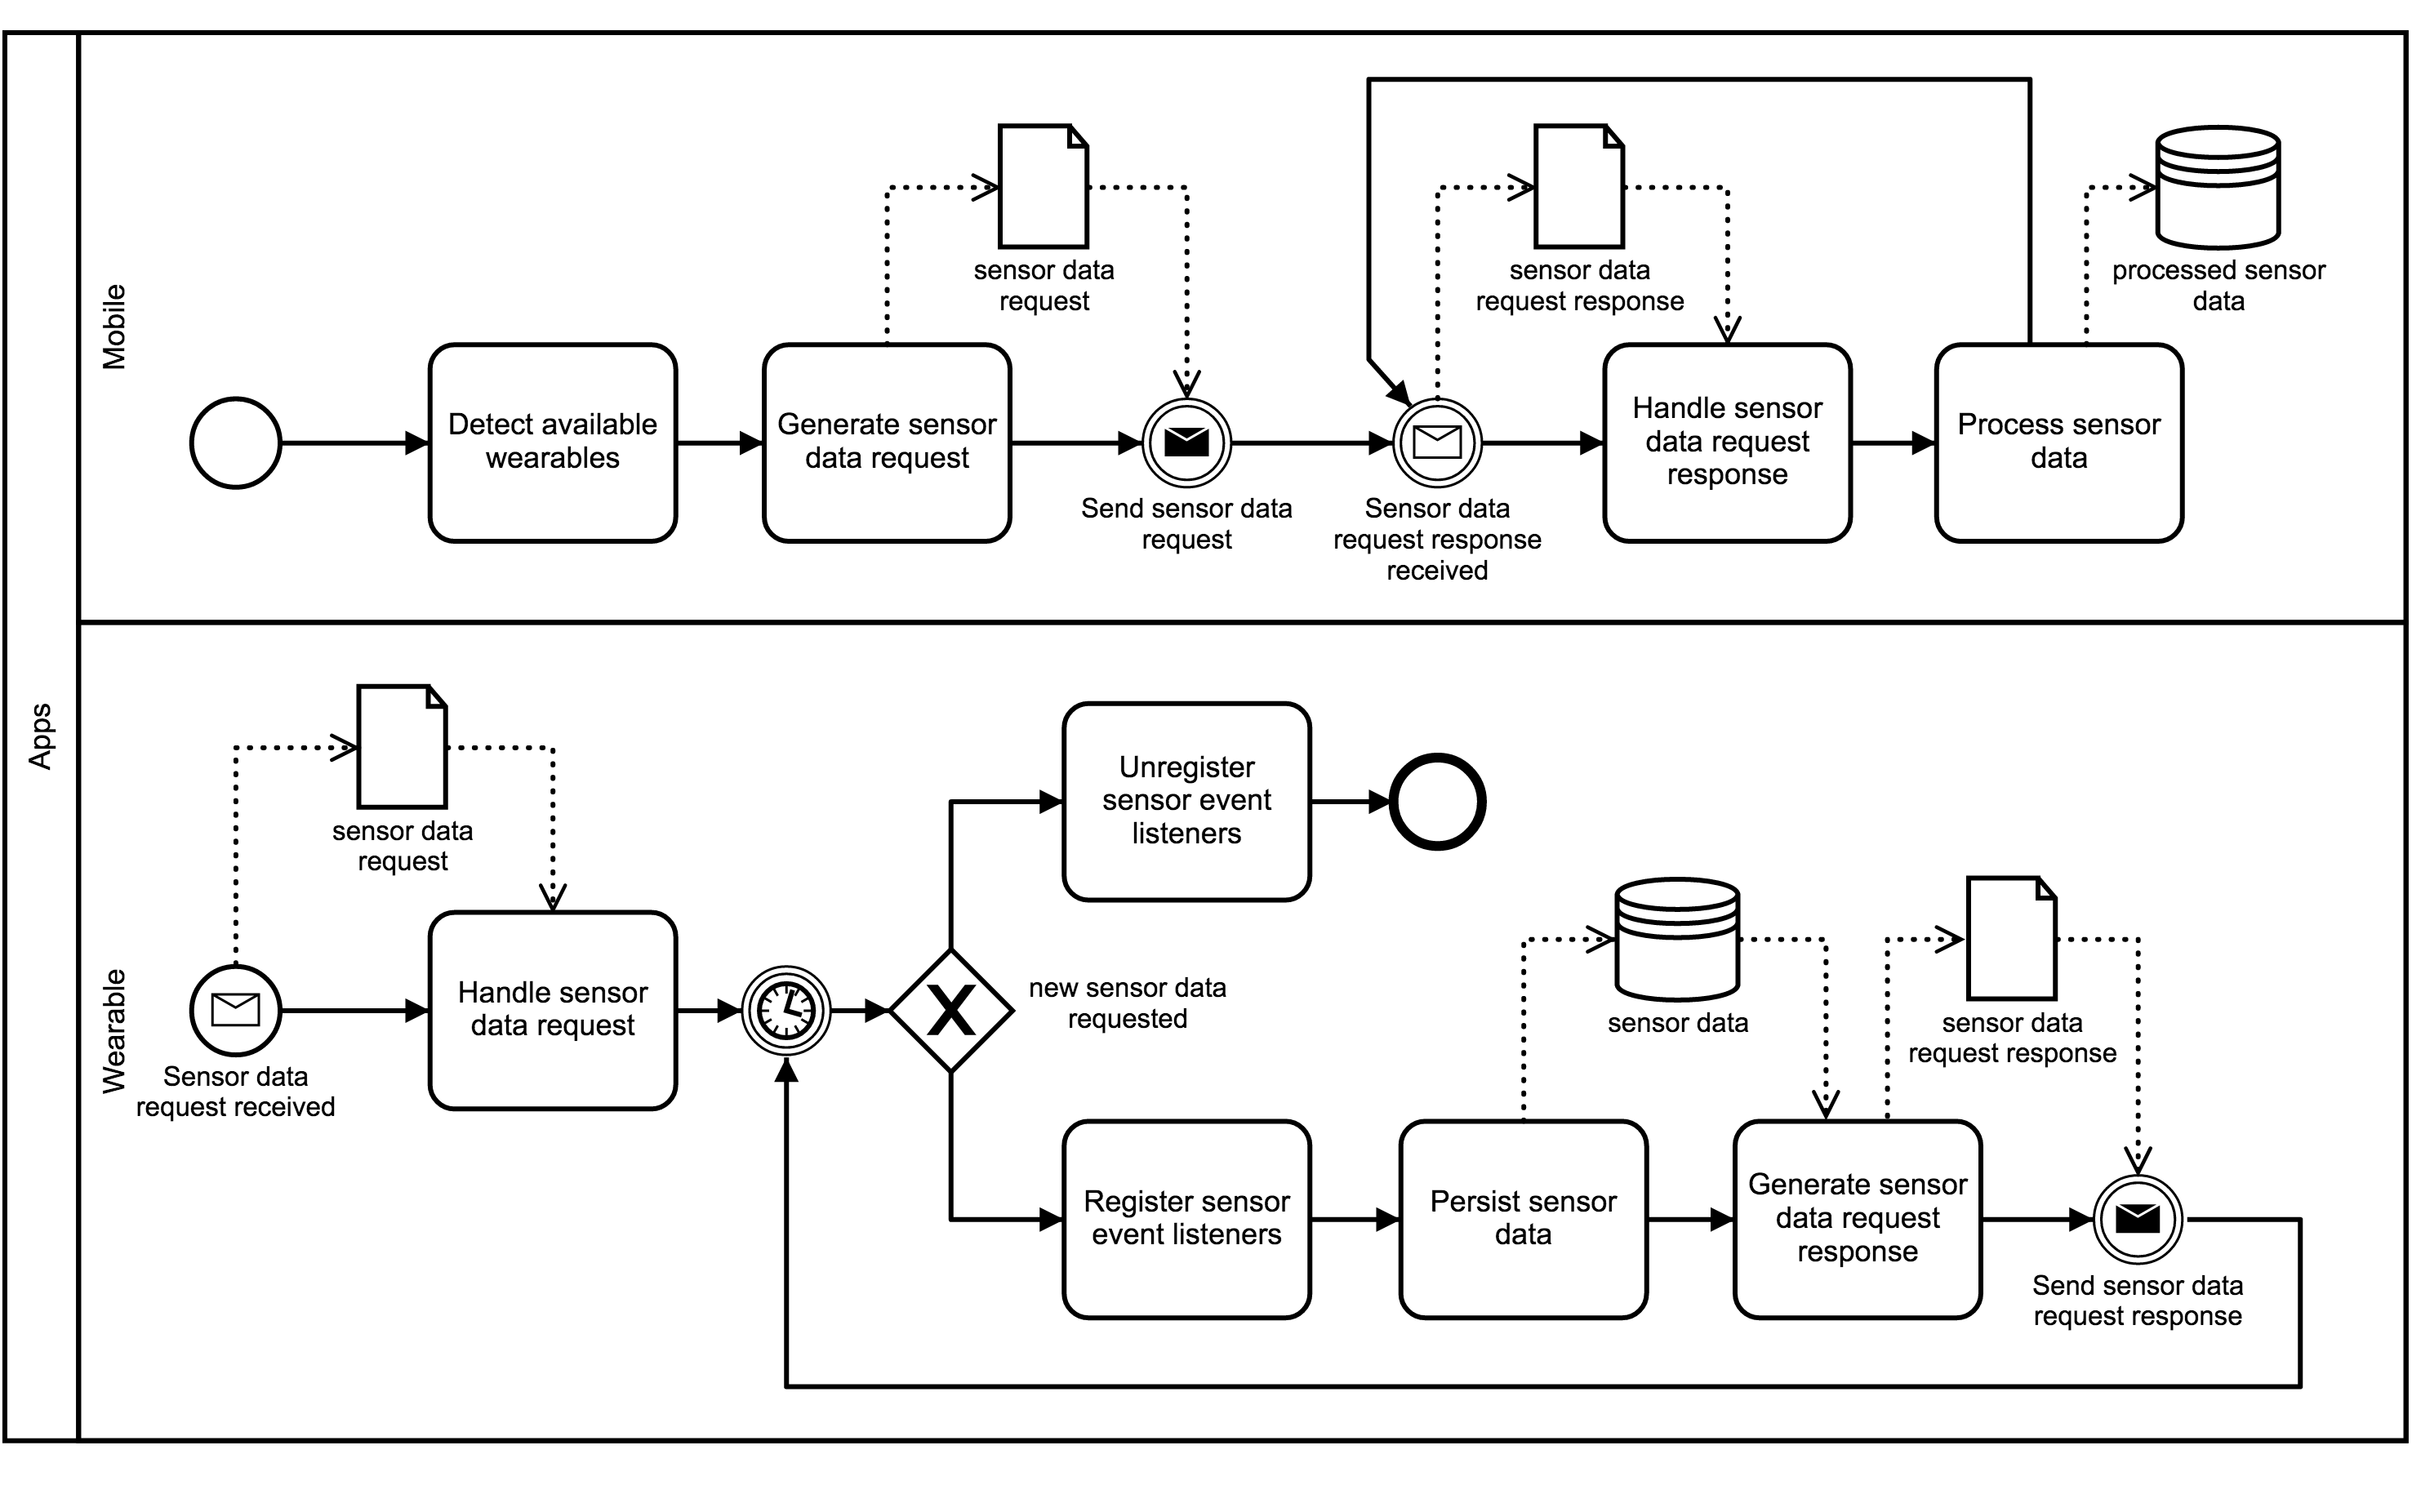 Apps
Mobile
sensor data
request
sensor data
request response
processed sensor
data
Detect available
wearables
Generate sensor
data request
Send sensor data
request
Sensor data
request response
received
Handle sensor
data request
response
Process sensor
data
Wearable
sensor data
request
Sensor data
request received
Handle sensor
data request
new sensor data
requested
Unregister
sensor event
listeners
Register sensor
event listeners
Persist sensor
data
sensor data
Generate sensor
data request
response
sensor data
request response
Send sensor data
request response